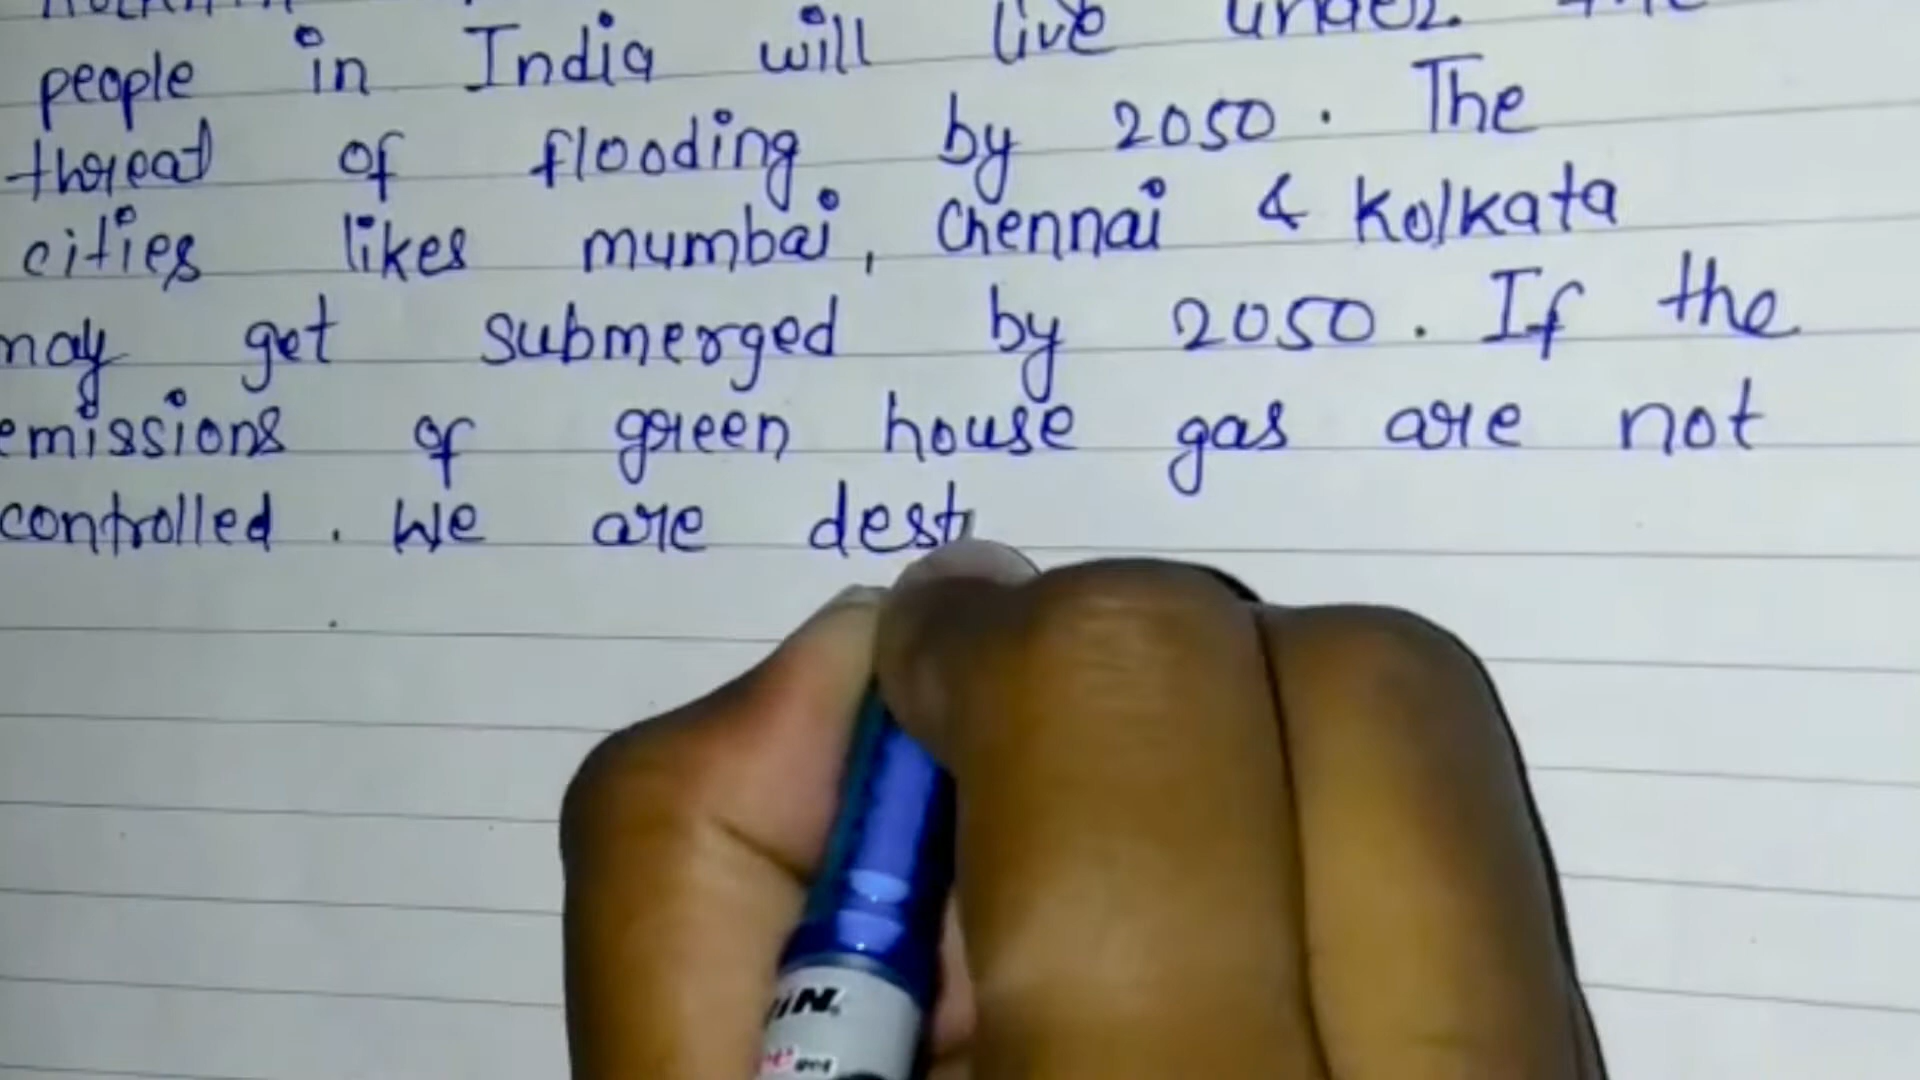 people in India will live under the
threat of flooding by 2050. The
cities likes mumbai, Chennai & Kolkata
may get submerged by 2050. If the
emissions of green house gas are not
controlled. We are dest